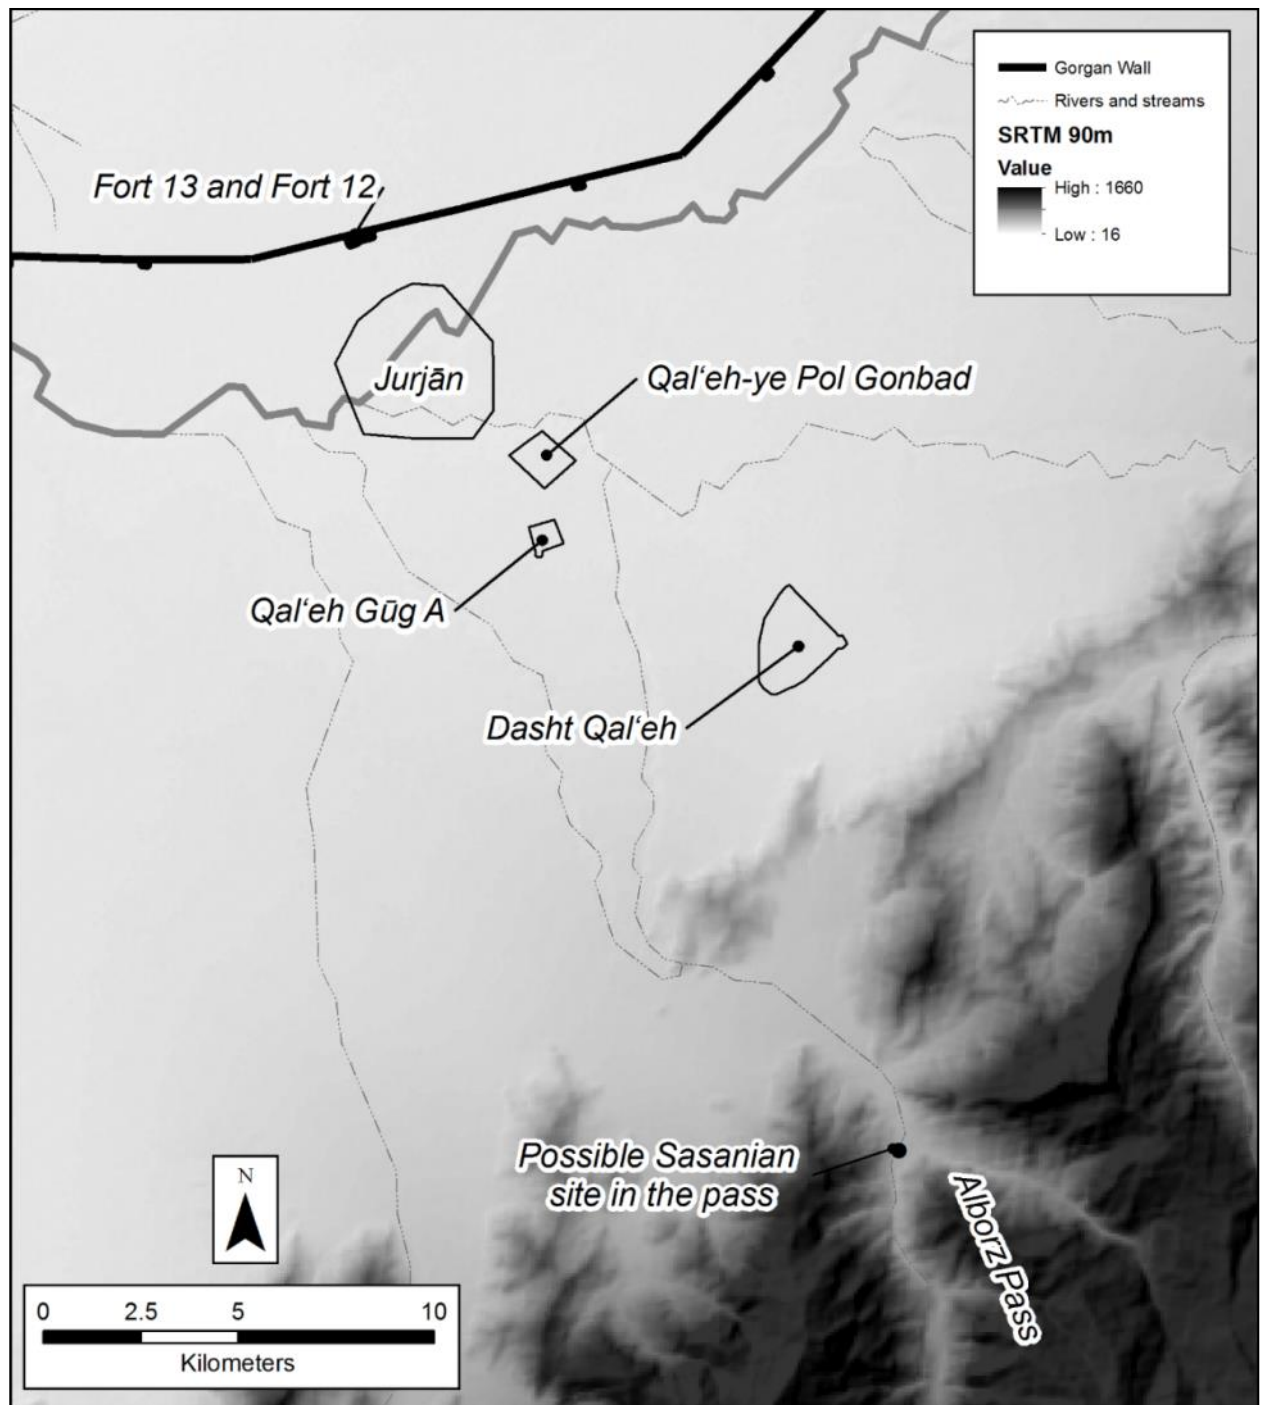 Gorgan Wall
Rivers and streams
SRTM 90m
Value
High : 1660
Low : 16
Fort 13 and Fort 12
Jurjān
Qal‘eh-ye Pol Gonbad
Qal‘eh Gūg A
Dasht Qal‘eh
Possible Sasanian
site in the pass
Alborz Pass
N
0 2.5 5 10
Kilometers